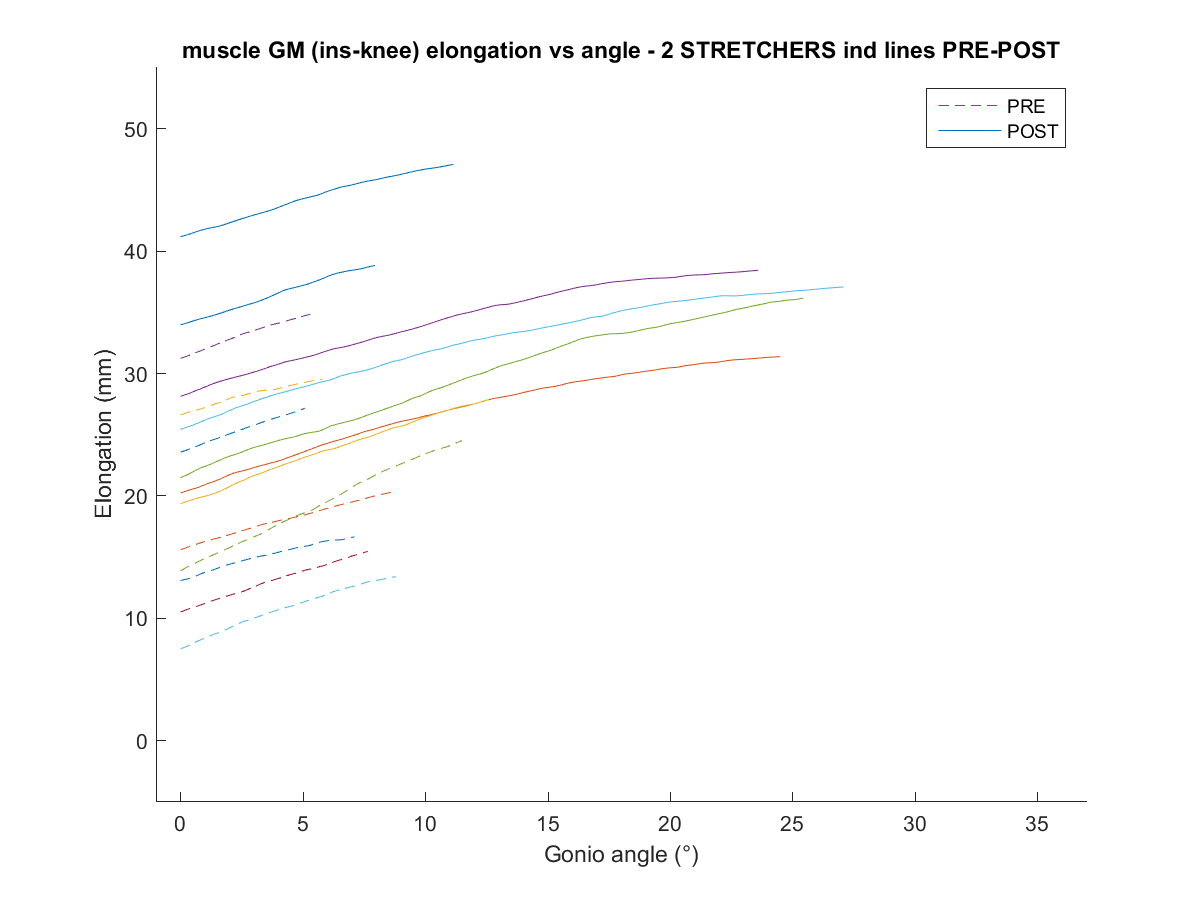 muscle GM (ins-knee) elongation vs angle - 2 STRETCHERS ind lines PRE-POST
PRE
POST
50
40
30
20
10
0
Elongation (mm)
0 5 10 15 20 25 30 35
Gonio angle (°)